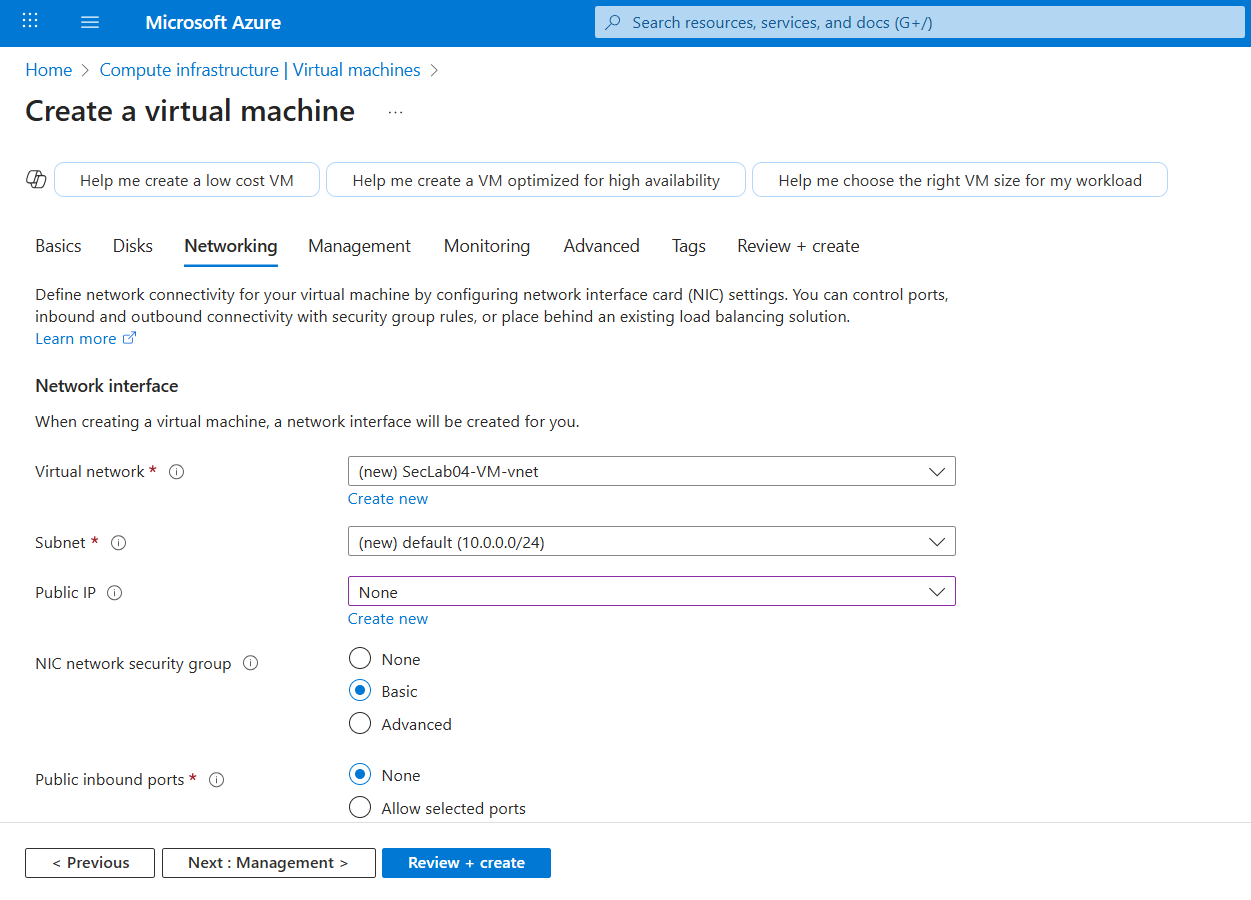 Microsoft Azure
Search resources, services, and docs (G+/)
Home > Compute infrastructure | Virtual machines >
Create a virtual machine ...
Help me create a low cost VM
Help me create a VM optimized for high availability
Help me choose the right VM size for my workload
Basics Disks Networking Management Monitoring Advanced Tags Review + create
Define network connectivity for your virtual machine by configuring network interface card (NIC) settings. You can control ports,
inbound and outbound connectivity with security group rules, or place behind an existing load balancing solution.
Learn more
Network interface
When creating a virtual machine, a network interface will be created for you.
Virtual network *
(new) SecLab04-VM-vnet
Create new
Subnet *
(new) default (10.0.0.0/24)
Public IP
None
Create new
NIC network security group
None
Basic
Advanced
Public inbound ports *
None
Allow selected ports
< Previous
Next : Management >
Review + create